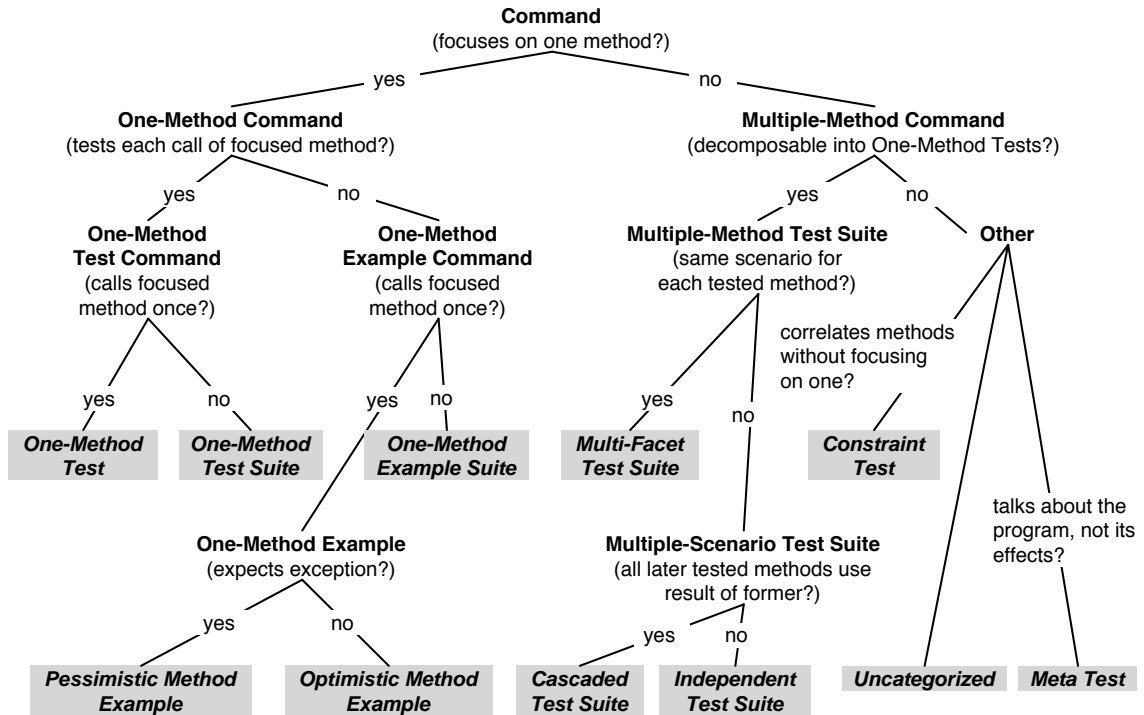 Command
(focuses on one method?)
yes
no
One-Method Command
(tests each call of focused method?)
Multiple-Method Command
(decomposable into One-Method Tests?)
yes
no
yes
no
One-Method
Test Command
(calls focused
method once?)
One-Method
Example Command
(calls focused
method once?)
Multiple-Method Test Suite
(same scenario for
each tested method?)
Other
correlates methods
without focusing
on one?
yes
no
yes
no
yes
no
One-Method
Test
One-Method
Test Suite
One-Method
Example Suite
Multi-Facet
Test Suite
Constraint
Test
talks about the
program, not its
effects?
One-Method Example
(expects exception?)
Multiple-Scenario Test Suite
(all later tested methods use
result of former?)
yes
no
yes
no
Pessimistic Method
Example
Optimistic Method
Example
Cascaded
Test Suite
Independent
Test Suite
Uncategorized
Meta Test